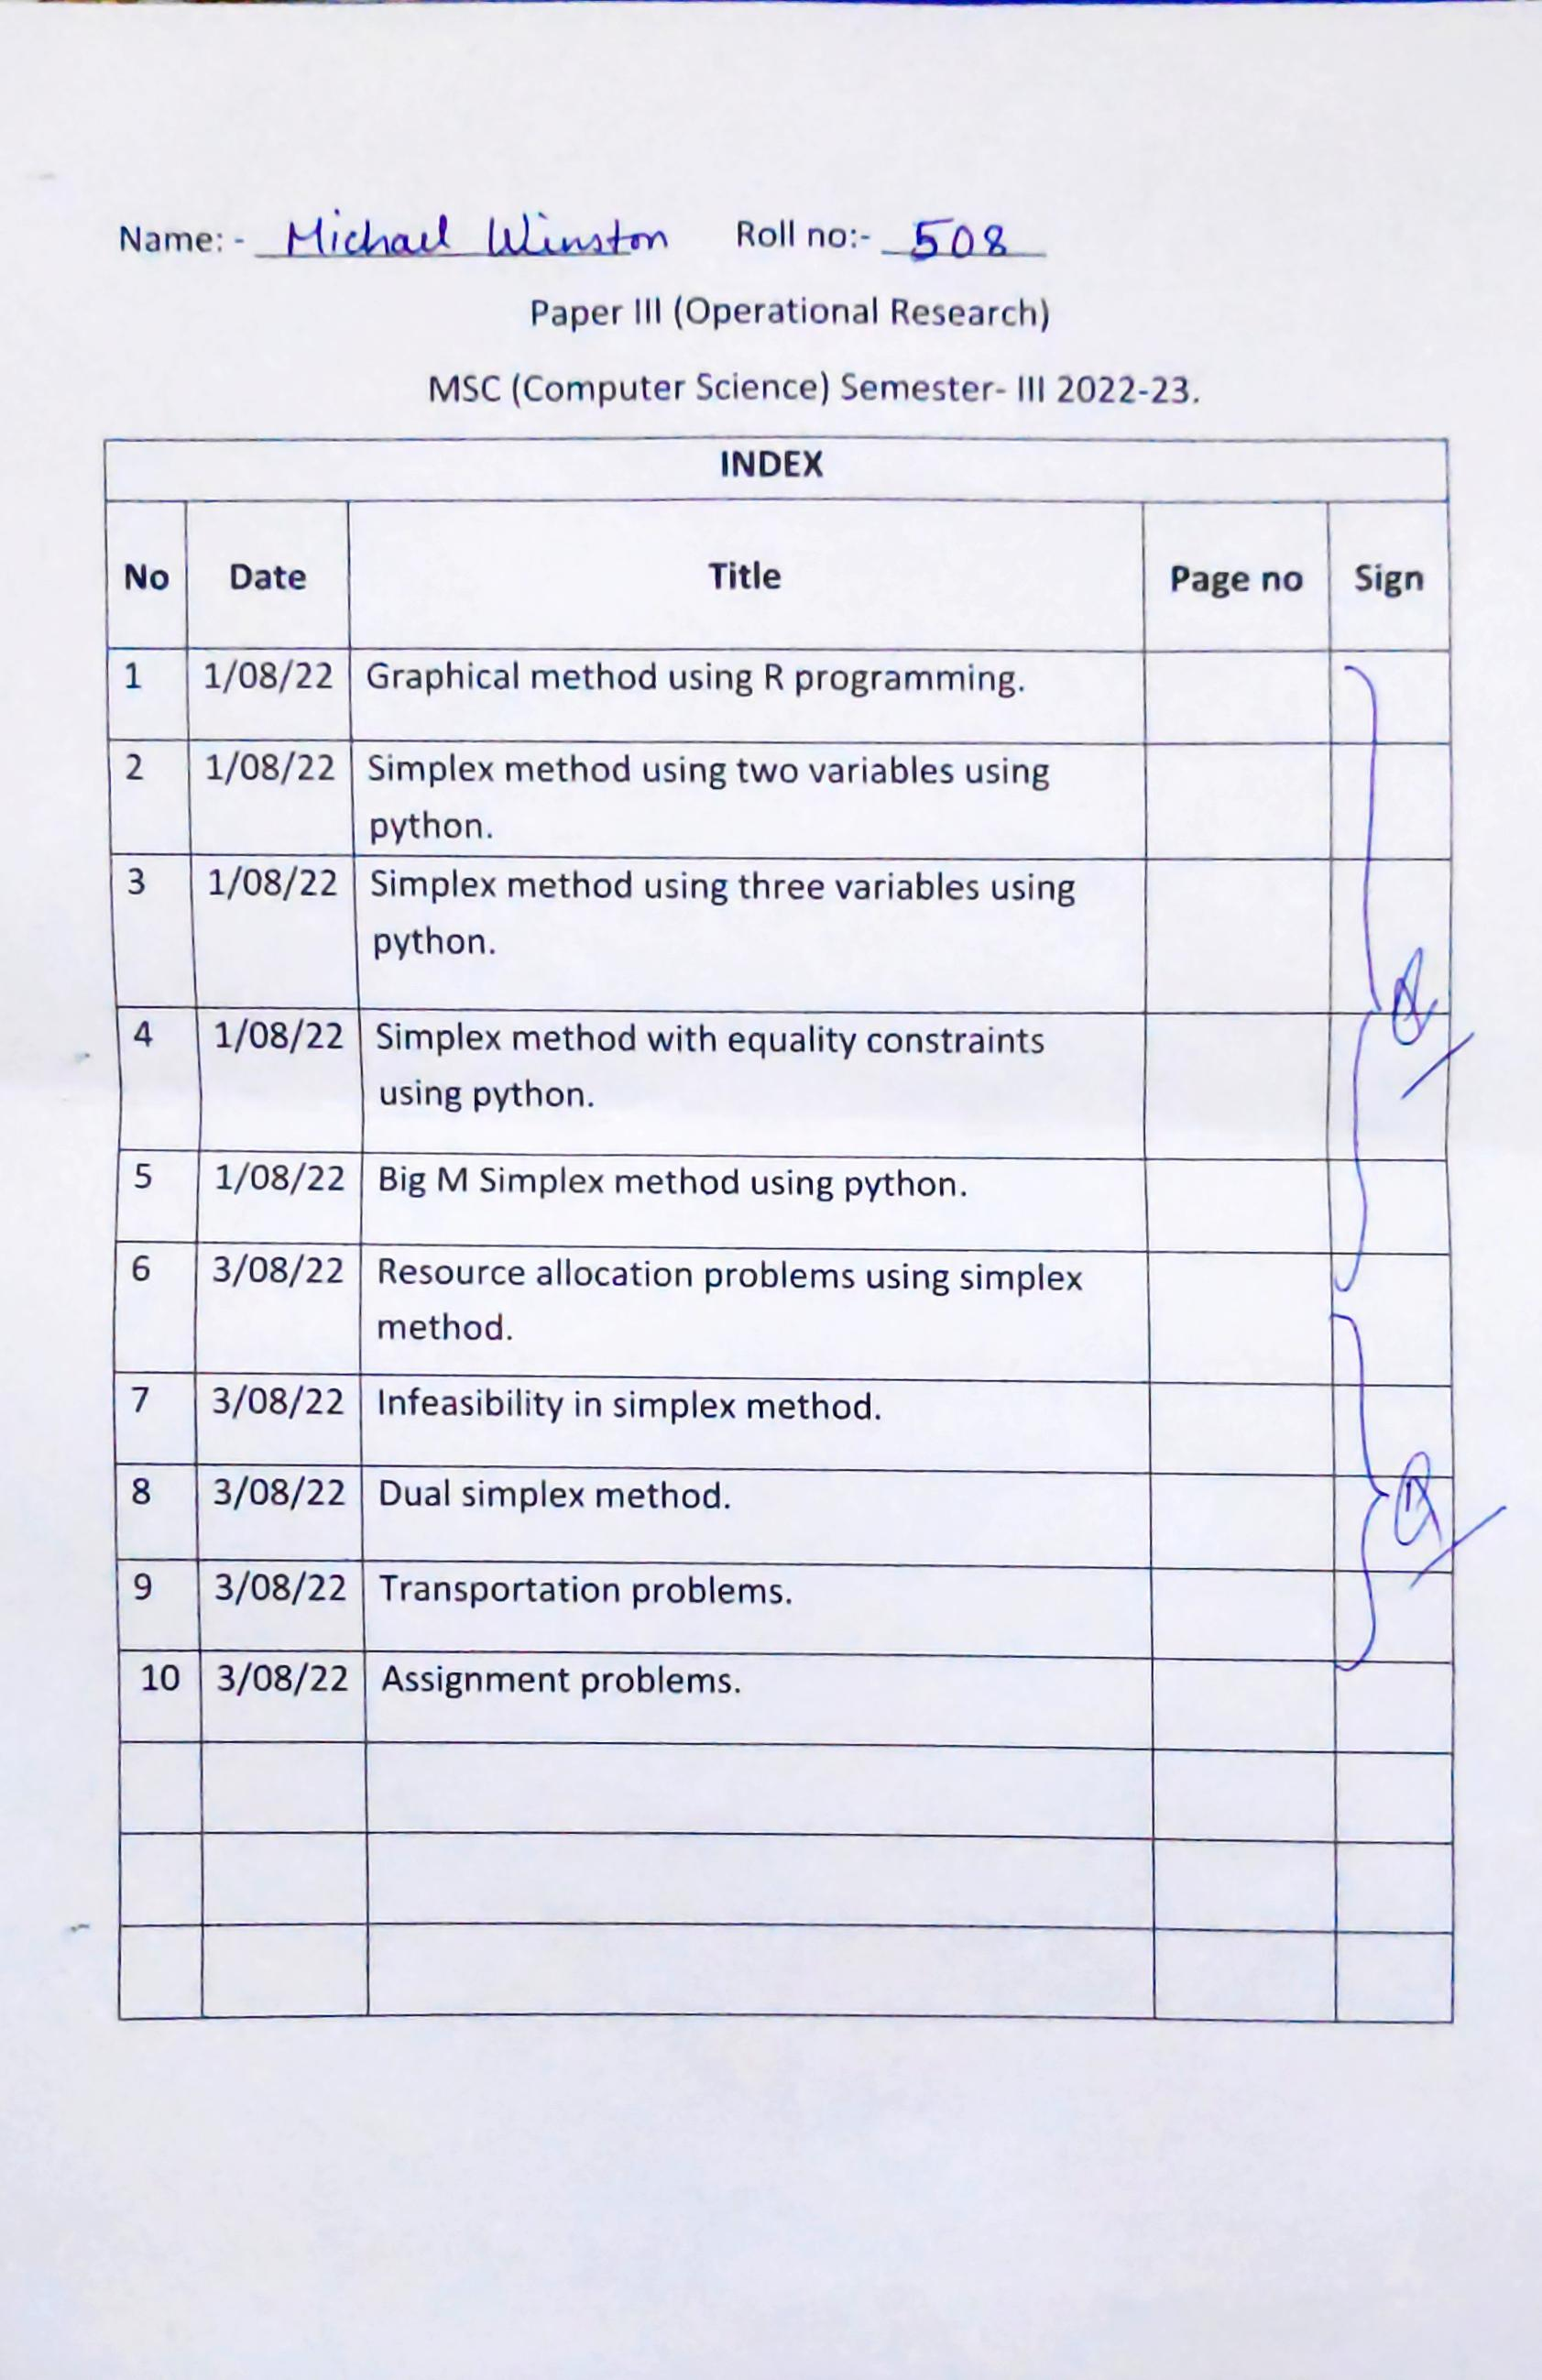 Name: - Michael Winston Roll no:- 508
Paper III (Operational Research)
MSC (Computer Science) Semester- III 2022-23.
INDEX
No Date Title Page no Sign
1 1/08/22 Graphical method using R programming.
2 1/08/22 Simplex method using two variables using
python.
3 1/08/22 Simplex method using three variables using
python.
4 1/08/22 Simplex method with equality constraints
using python.
5 1/08/22 Big M Simplex method using python.
6 3/08/22 Resource allocation problems using simplex
method.
7 3/08/22 Infeasibility in simplex method.
8 3/08/22 Dual simplex method.
9 3/08/22 Transportation problems.
10 3/08/22 Assignment problems.